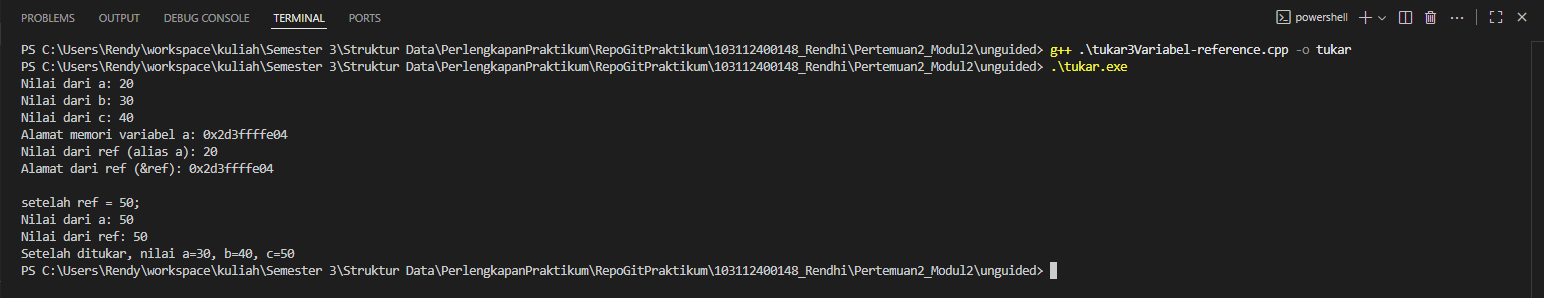 PROBLEMS OUTPUT DEBUG CONSOLE TERMINAL PORTS powershell
PS C:\Users\Rendy\workspace\kuliah\Semester 3\Struktur Data\PerlengkapanPraktikum\RepoGitPraktikum\103112400148_Rendhi\Pertemuan2_Modul2\unguided> g++ .\tukar3Variabel-reference.cpp -o tukar
PS C:\Users\Rendy\workspace\kuliah\Semester 3\Struktur Data\PerlengkapanPraktikum\RepoGitPraktikum\103112400148_Rendhi\Pertemuan2_Modul2\unguided> .\tukar.exe
Nilai dari a: 20
Nilai dari b: 30
Nilai dari c: 40
Alamat memori variabel a: 0x2d3ffffe04
Nilai dari ref (alias a): 20
Alamat dari ref (&ref): 0x2d3ffffe04
setelah ref = 50;
Nilai dari a: 50
Nilai dari ref: 50
Setelah ditukar, nilai a=30, b=40, c=50
PS C:\Users\Rendy\workspace\kuliah\Semester 3\Struktur Data\PerlengkapanPraktikum\RepoGitPraktikum\103112400148_Rendhi\Pertemuan2_Modul2\unguided>